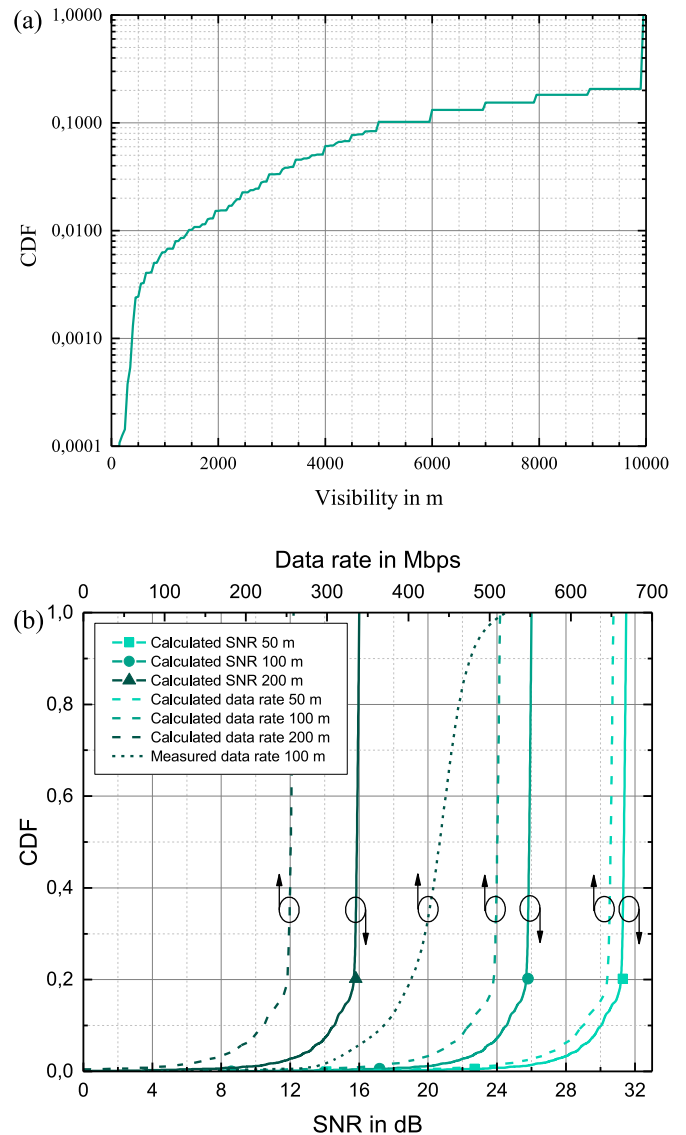 (a)
1,0000
0,1000
0,0100
0,0010
0,0001
CDF
0 2000 4000 6000 8000 10000
Visibility in m
Data rate in Mbps
0 100 200 300 400 500 600 700
(b)
1,0
0,8
0,6
0,4
0,2
0,0
CDF
Calculated SNR 50 m
Calculated SNR 100 m
Calculated SNR 200 m
Calculated data rate 50 m
Calculated data rate 100 m
Calculated data rate 200 m
Measured data rate 100 m
0 4 8 12 16 20 24 28 32
SNR in dB